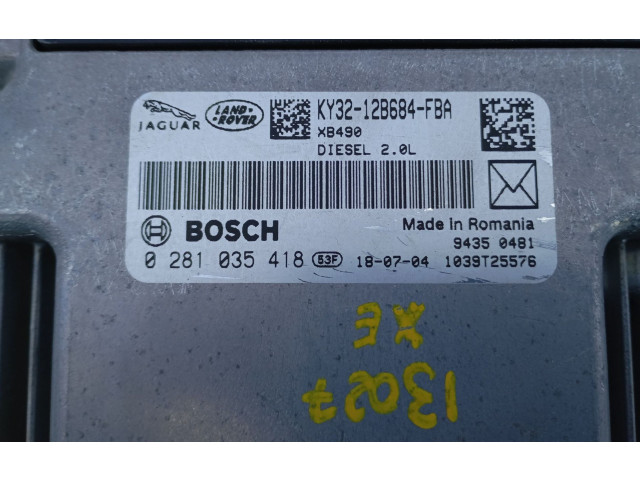 JAGUAR
LAND-
-ROVER
KY32-12B684-FBA
XB490
DIESEL 2.0L
BOSCH
Made in Romania
9435 0481
0 281 035 418 53F 18-07-04 1039T25576
XE
13027